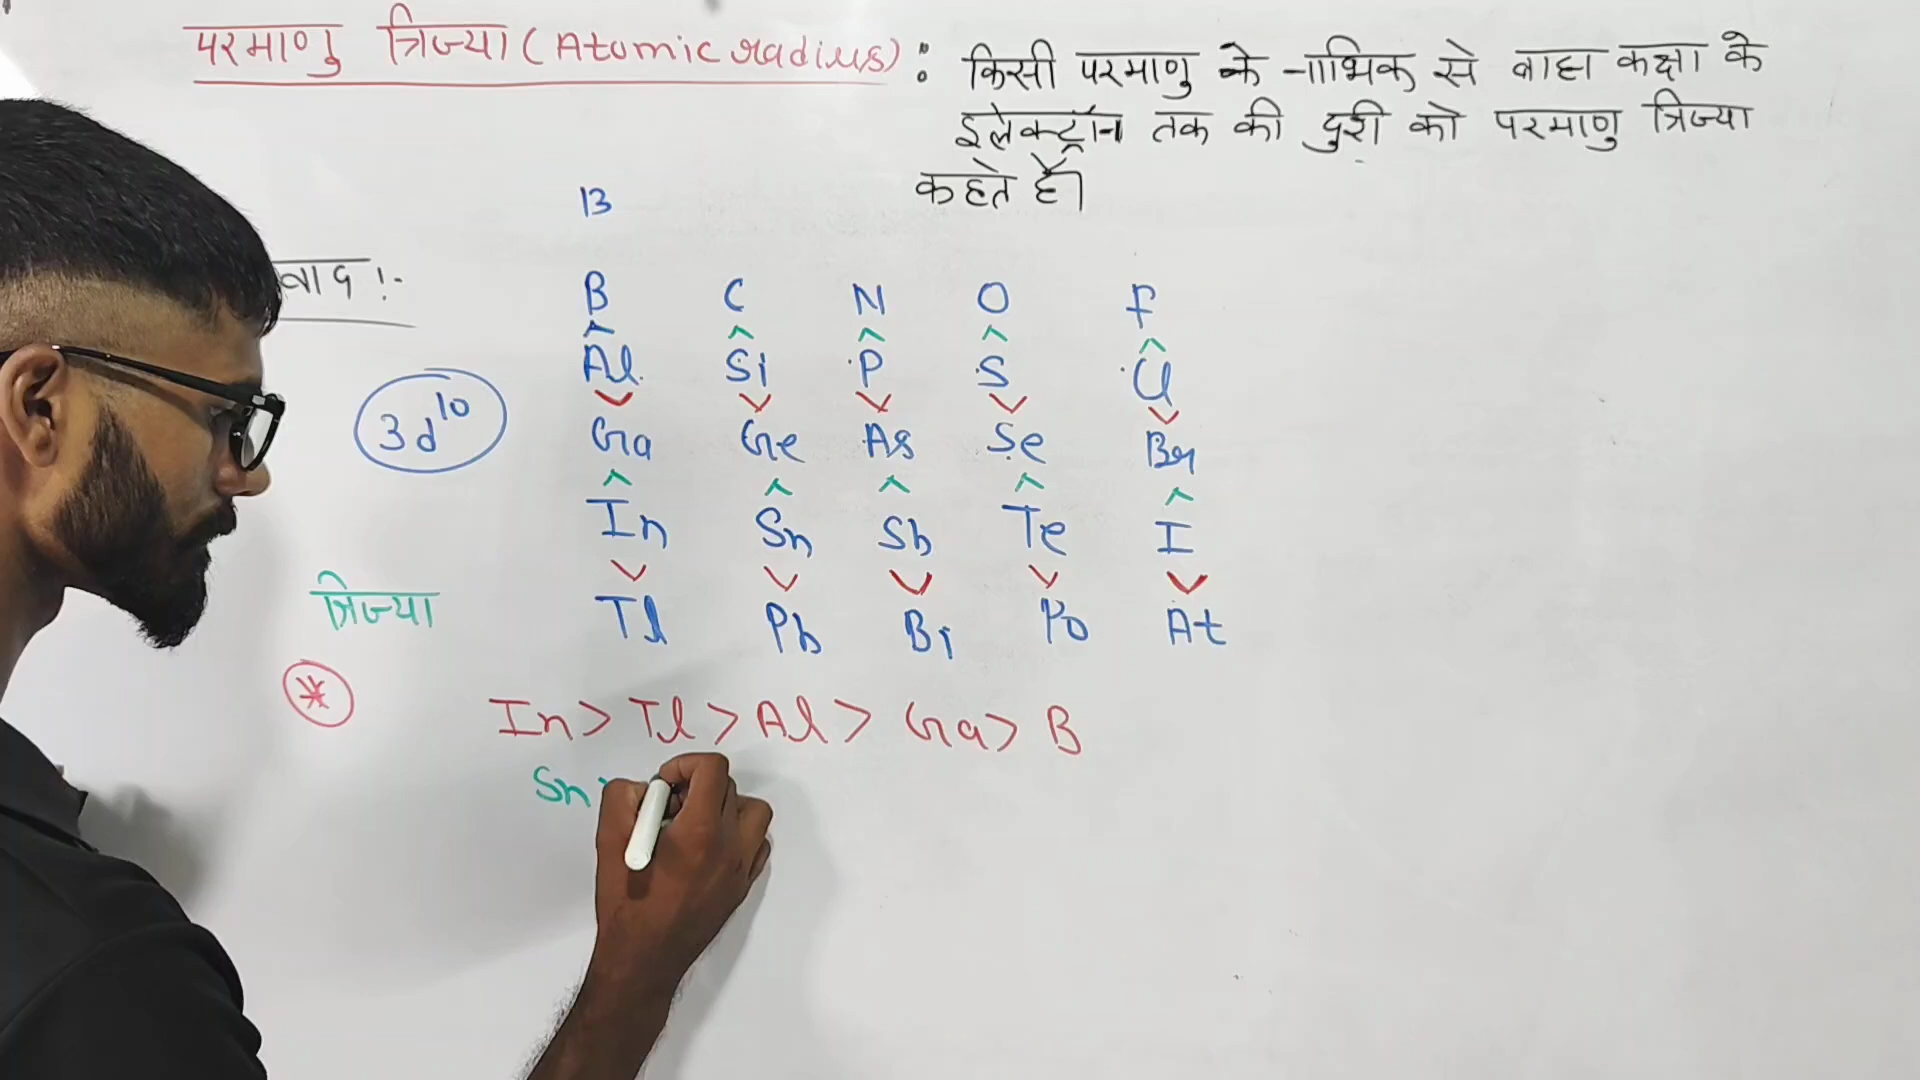 परमाणु त्रिज्या (Atomic radius) : किसी परमाणु के नाभिक से बाह्य कक्षा के
इलेक्ट्रॉन तक की दुरी को परमाणु त्रिज्या
कहते हैं।
13
वाद :-
B C N O F
^ ^ ^ ^ ^
Al Si P S Cl
v v v v v
3d¹⁰ Ga Ge As Se Br
^ ^ ^ ^ ^
In Sn Sb Te I
v v v v v
त्रिज्या Tl Pb Bi Po At
* In > Tl > Al > Ga > B
Sn >